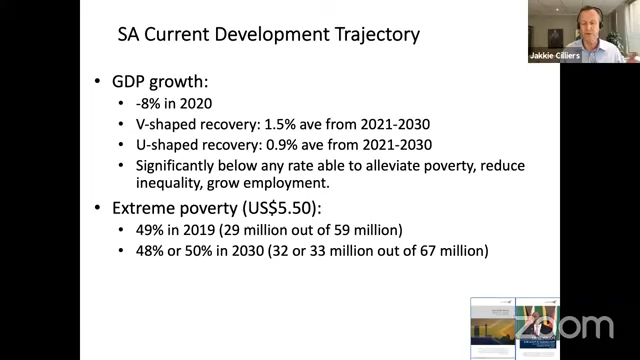 SA Current Development Trajectory
Jakkie Cilliers
• GDP growth:
• -8% in 2020
• V-shaped recovery: 1.5% ave from 2021-2030
• U-shaped recovery: 0.9% ave from 2021-2030
• Significantly below any rate able to alleviate poverty, reduce
inequality, grow employment.
• Extreme poverty (US$5.50):
• 49% in 2019 (29 million out of 59 million)
• 48% or 50% in 2030 (32 or 33 million out of 67 million)
zoom